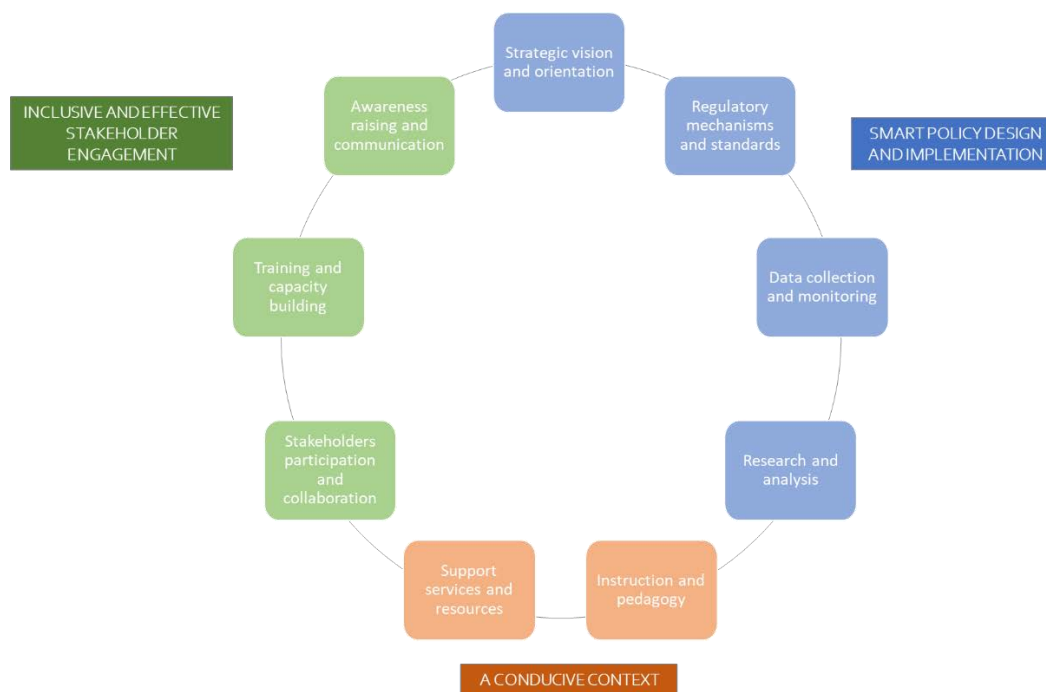 Strategic vision
and orientation
Awareness
raising and
communication
Regulatory
mechanisms
and standards
INCLUSIVE AND EFFECTIVE
STAKEHOLDER
ENGAGEMENT
SMART POLICY DESIGN
AND IMPLEMENTATION
Training and
capacity
building
Data collection
and monitoring
Stakeholders
participation
and
collaboration
Research and
analysis
Support
services and
resources
Instruction and
pedagogy
A CONDUCIVE CONTEXT